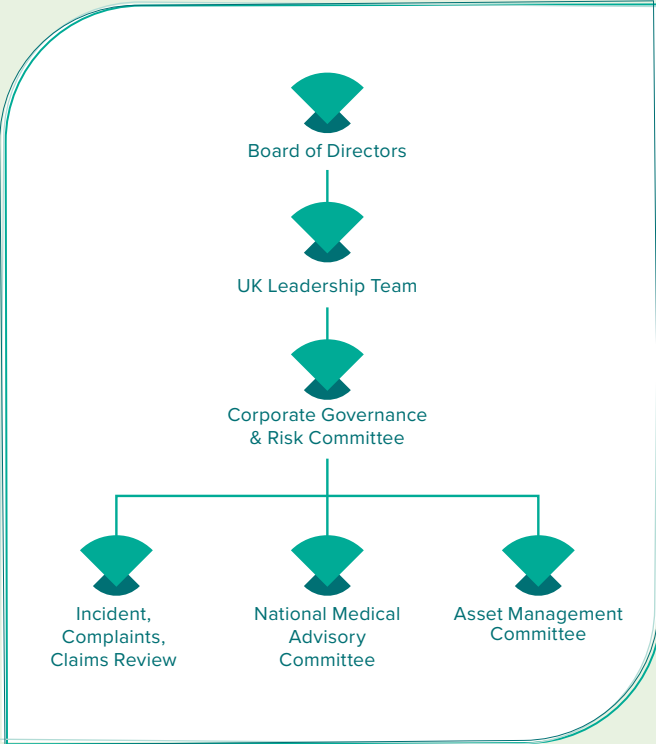 Board of Directors
UK Leadership Team
Corporate Governance
& Risk Committee
Incident,
Complaints,
Claims Review
National Medical
Advisory
Committee
Asset Management
Committee